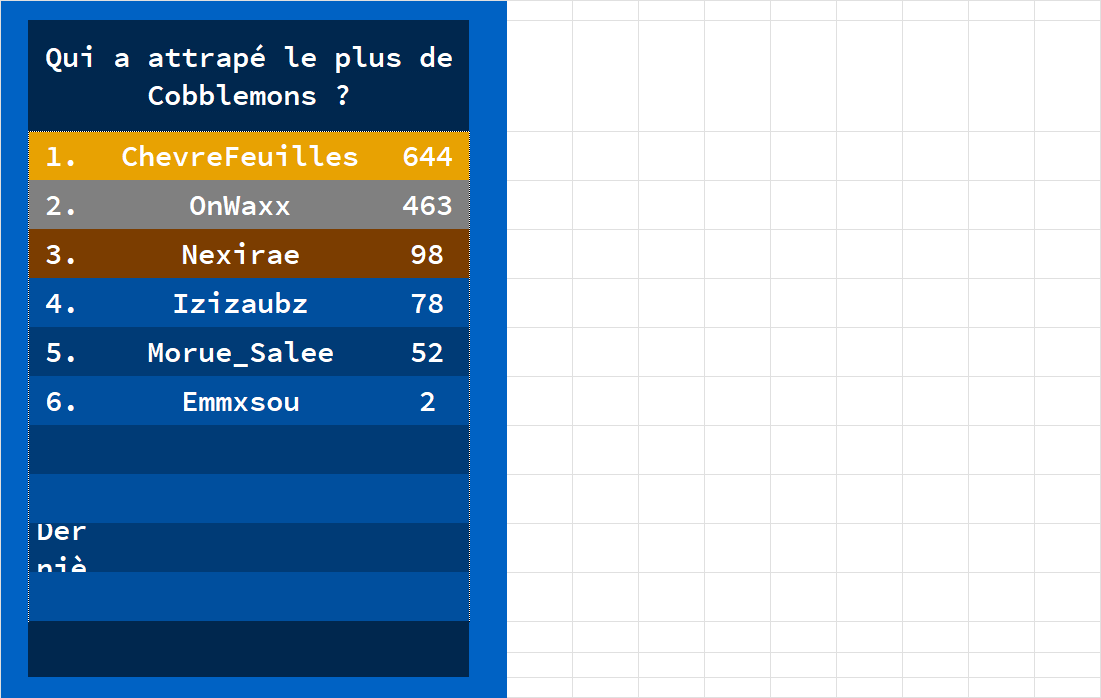 Qui a attrapé le plus de
Cobblemons ?
1. ChevreFeuilles 644
2. OnWaxx 463
3. Nexirae 98
4. Izizaubz 78
5. Morue_Salee 52
6. Emmxsou 2
Der
niè